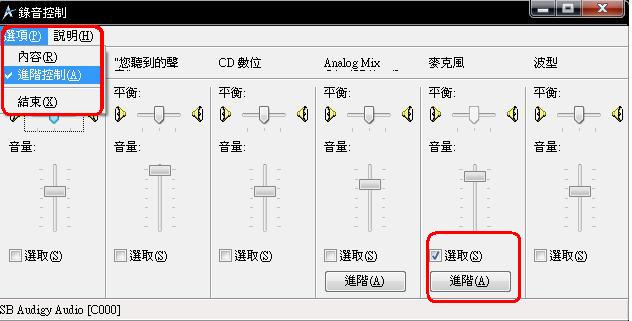 錄音控制
選項(P) 說明(H)
內容(R)
進階控制(A)
結束(X)
"您聽到的聲
CD 數位
Analog Mix
麥克風
波型
平衡: 平衡: 平衡: 平衡: 平衡:
音量: 音量: 音量: 音量: 音量: 音量:
選取(S) 選取(S) 選取(S) 選取(S) 選取(S) 選取(S)
進階(A) 進階(A)
SB Audigy Audio [C000]